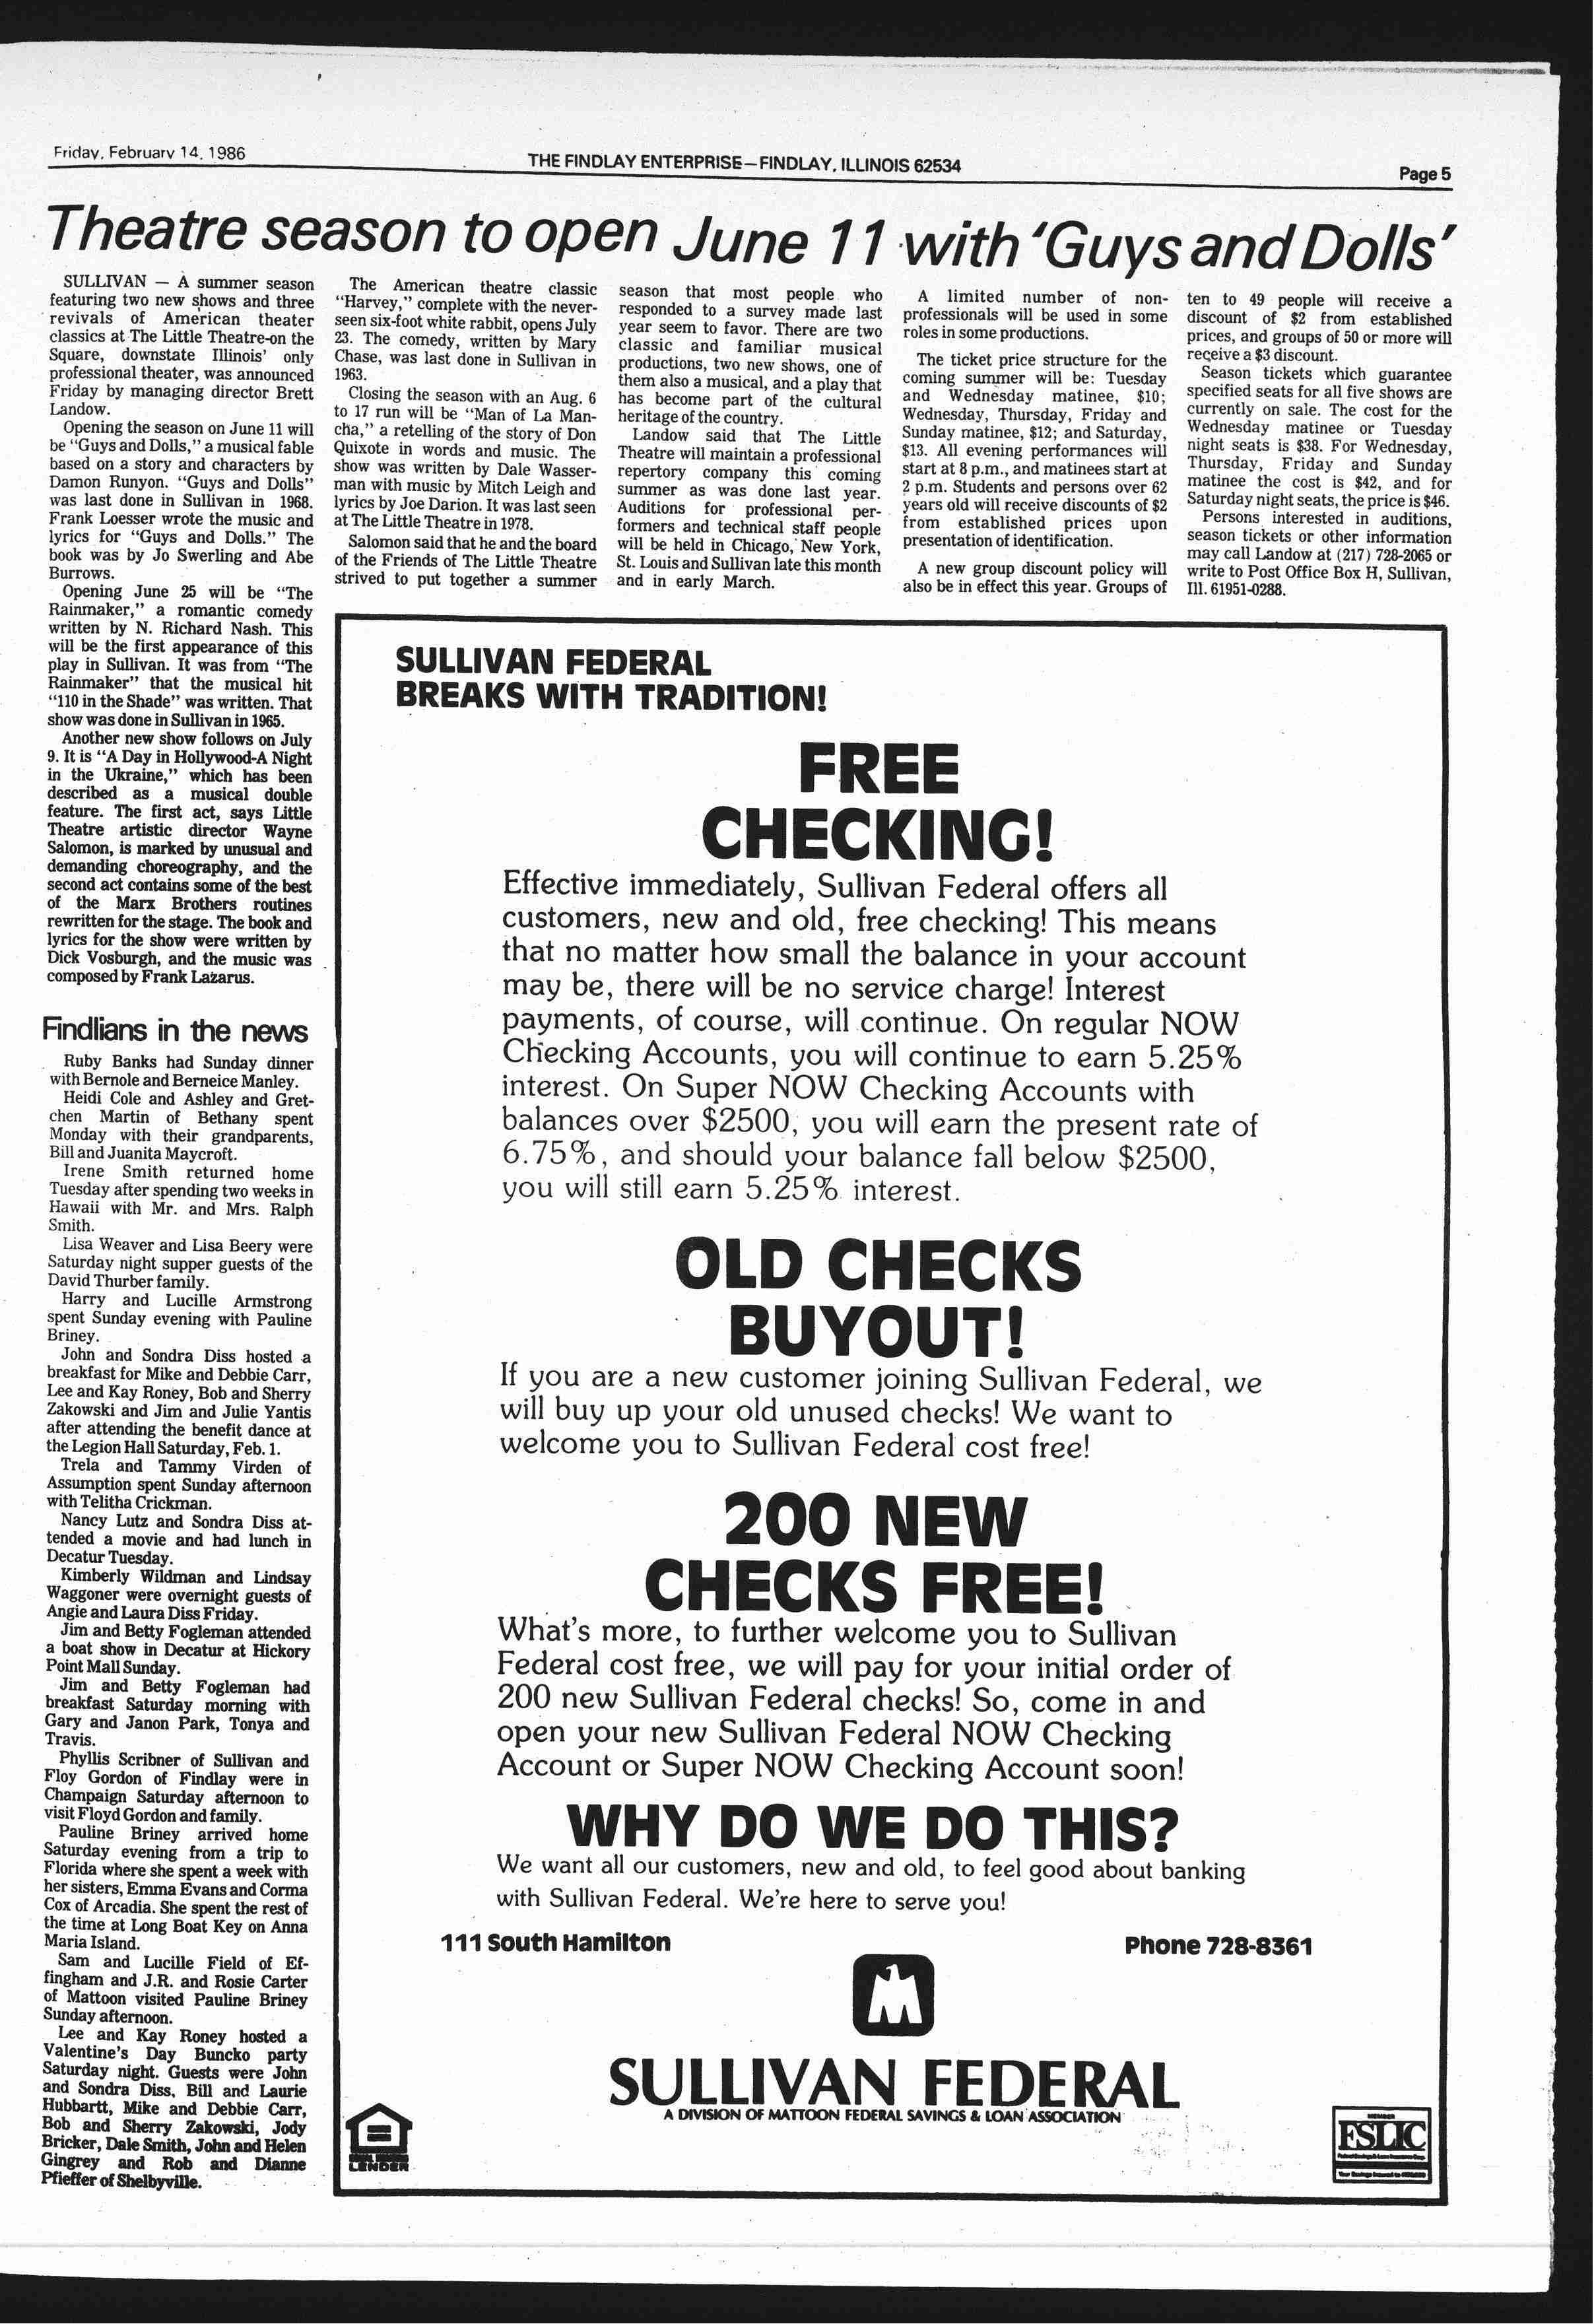 Friday, February 14, 1986
THE FINDLAY ENTERPRISE—FINDLAY, ILLINOIS 62534
Page 5
Theatre season to open June 11 with 'Guys and Dolls'
SULLIVAN — A summer season
featuring two new shows and three
revivals of American theater
classics at The Little Theatre-on the
Square, downstate Illinois' only
professional theater, was announced
Friday by managing director Brett
Landow.
Opening the season on June 11 will
be "Guys and Dolls," a musical fable
based on a story and characters by
Damon Runyon. "Guys and Dolls"
was last done in Sullivan in 1968.
Frank Loesser wrote the music and
lyrics for "Guys and Dolls." The
book was by Jo Swerling and Abe
Burrows.
Opening June 25 will be "The
Rainmaker," a romantic comedy
written by N. Richard Nash. This
will be the first appearance of this
play in Sullivan. It was from "The
Rainmaker" that the musical hit
"110 in the Shade" was written. That
show was done in Sullivan in 1965.
Another new show follows on July
9. It is "A Day in Hollywood-A Night
in the Ukraine," which has been
described as a musical double
feature. The first act, says Little
Theatre artistic director Wayne
Salomon, is marked by unusual and
demanding choreography, and the
second act contains some of the best
of the Marx Brothers routines
rewritten for the stage. The book and
lyrics for the show were written by
Dick Vosburgh, and the music was
composed by Frank Lazarus.
The American theatre classic
"Harvey," complete with the never-
seen six-foot white rabbit, opens July
23. The comedy, written by Mary
Chase, was last done in Sullivan in
1963.
Closing the season with an Aug. 6
to 17 run will be "Man of La Man-
cha," a retelling of the story of Don
Quixote in words and music. The
show was written by Dale Wasser-
man with music by Mitch Leigh and
lyrics by Joe Darion. It was last seen
at The Little Theatre in 1978.
Salomon said that he and the board
of the Friends of The Little Theatre
strived to put together a summer
season that most people who
responded to a survey made last
year seem to favor. There are two
classic and familiar musical
productions, two new shows, one of
them also a musical, and a play that
has become part of the cultural
heritage of the country.
Landow said that The Little
Theatre will maintain a professional
repertory company this coming
summer as was done last year.
Auditions for professional per-
formers and technical staff people
will be held in Chicago, New York,
St. Louis and Sullivan late this month
and in early March.
A limited number of non-
professionals will be used in some
roles in some productions.
The ticket price structure for the
coming summer will be: Tuesday
and Wednesday matinee, $10;
Wednesday, Thursday, Friday and
Sunday matinee, $12; and Saturday,
$13. All evening performances will
start at 8 p.m., and matinees start at
2 p.m. Students and persons over 62
years old will receive discounts of $2
from established prices upon
presentation of identification.
A new group discount policy will
also be in effect this year. Groups of
ten to 49 people will receive a
discount of $2 from established
prices, and groups of 50 or more will
receive a $3 discount.
Season tickets which guarantee
specified seats for all five shows are
currently on sale. The cost for the
Wednesday matinee or Tuesday
night seats is $38. For Wednesday,
Thursday, Friday and Sunday
matinee the cost is $42, and for
Saturday night seats, the price is $46.
Persons interested in auditions,
season tickets or other information
may call Landow at (217) 728-2065 or
write to Post Office Box H, Sullivan,
Ill. 61951-0288.
Findlians in the news
Ruby Banks had Sunday dinner
with Bernole and Berneice Manley.
Heidi Cole and Ashley and Gret-
chen Martin of Bethany spent
Monday with their grandparents,
Bill and Juanita Maycroft.
Irene Smith returned home
Tuesday after spending two weeks in
Hawaii with Mr. and Mrs. Ralph
Smith.
Lisa Weaver and Lisa Beery were
Saturday night supper guests of the
David Thurber family.
Harry and Lucille Armstrong
spent Sunday evening with Pauline
Briney.
John and Sondra Diss hosted a
breakfast for Mike and Debbie Carr,
Lee and Kay Roney, Bob and Sherry
Zakowski and Jim and Julie Yantis
after attending the benefit dance at
the Legion Hall Saturday, Feb. 1.
Trela and Tammy Virden of
Assumption spent Sunday afternoon
with Telitha Crickman.
Nancy Lutz and Sondra Diss at-
tended a movie and had lunch in
Decatur Tuesday.
Kimberly Wildman and Lindsay
Waggoner were overnight guests of
Angie and Laura Diss Friday.
Jim and Betty Fogleman attended
a boat show in Decatur at Hickory
Point Mall Sunday.
Jim and Betty Fogleman had
breakfast Saturday morning with
Gary and Janon Park, Tonya and
Travis.
Phyllis Scribner of Sullivan and
Floy Gordon of Findlay were in
Champaign Saturday afternoon to
visit Floyd Gordon and family.
Pauline Briney arrived home
Saturday evening from a trip to
Florida where she spent a week with
her sisters, Emma Evans and Corma
Cox of Arcadia. She spent the rest of
the time at Long Boat Key on Anna
Maria Island.
Sam and Lucille Field of Ef-
fingham and J.R. and Rosie Carter
of Mattoon visited Pauline Briney
Sunday afternoon.
Lee and Kay Roney hosted a
Valentine's Day Buncko party
Saturday night. Guests were John
and Sondra Diss, Bill and Laurie
Hubbartt, Mike and Debbie Carr,
Bob and Sherry Zakowski, Jody
Bricker, Dale Smith, John and Helen
Gingrey and Rob and Dianne
Pfieffer of Shelbyville.
SULLIVAN FEDERAL
BREAKS WITH TRADITION!
FREE
CHECKING!
Effective immediately, Sullivan Federal offers all
customers, new and old, free checking! This means
that no matter how small the balance in your account
may be, there will be no service charge! Interest
payments, of course, will continue. On regular NOW
Checking Accounts, you will continue to earn 5.25%
interest. On Super NOW Checking Accounts with
balances over $2500, you will earn the present rate of
6.75%, and should your balance fall below $2500,
you will still earn 5.25% interest.
OLD CHECKS
BUYOUT!
If you are a new customer joining Sullivan Federal, we
will buy up your old unused checks! We want to
welcome you to Sullivan Federal cost free!
200 NEW
CHECKS FREE!
What's more, to further welcome you to Sullivan
Federal cost free, we will pay for your initial order of
200 new Sullivan Federal checks! So, come in and
open your new Sullivan Federal NOW Checking
Account or Super NOW Checking Account soon!
WHY DO WE DO THIS?
We want all our customers, new and old, to feel good about banking
with Sullivan Federal. We're here to serve you!
111 South Hamilton
Phone 728-8361
SULLIVAN FEDERAL
A DIVISION OF MATTOON FEDERAL SAVINGS & LOAN ASSOCIATION
LENDER
MEMBER
FSLIC